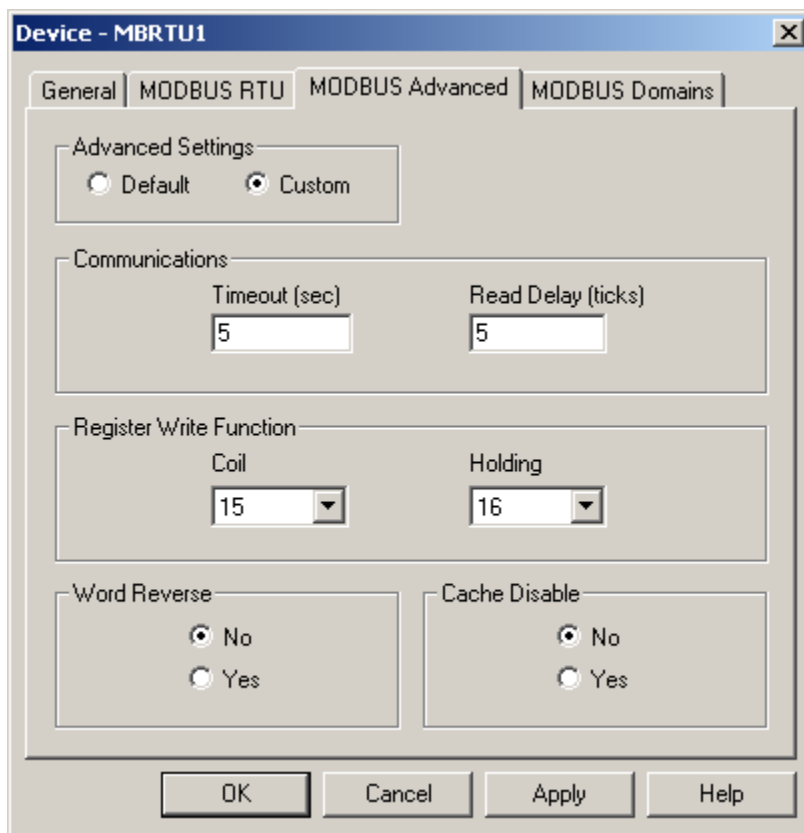 Device - MBRTU1
General MODBUS RTU MODBUS Advanced MODBUS Domains
Advanced Settings
Default Custom
Communications
Timeout (sec) Read Delay (ticks)
5 5
Register Write Function
Coil Holding
15 16
Word Reverse Cache Disable
No No
Yes Yes
OK Cancel Apply Help